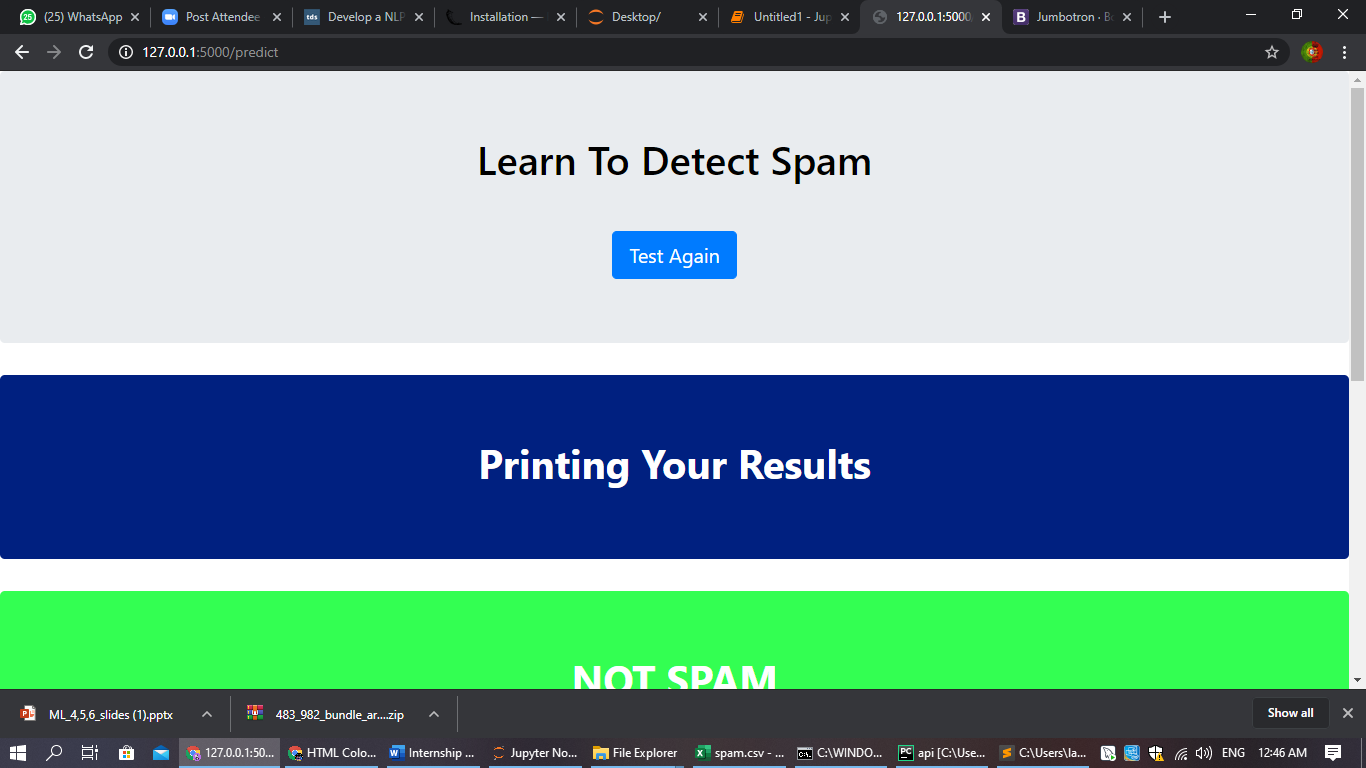 (25) WhatsApp
Post Attendee
Develop a NLP
Installation —
Desktop/
Untitled1 - Jup
127.0.0.1:5000
Jumbotron · Bo
127.0.0.1:5000/predict
Learn To Detect Spam
Test Again
Printing Your Results
NOT SPAM
ML_4,5,6_slides (1).pptx
483_982_bundle_ar....zip
Show all
127.0.0.1:50...
HTML Colo...
Internship ...
Jupyter No...
File Explorer
spam.csv - ...
C:\WINDO...
api [C:\Use...
C:\Users\la...
ENG
12:46 AM